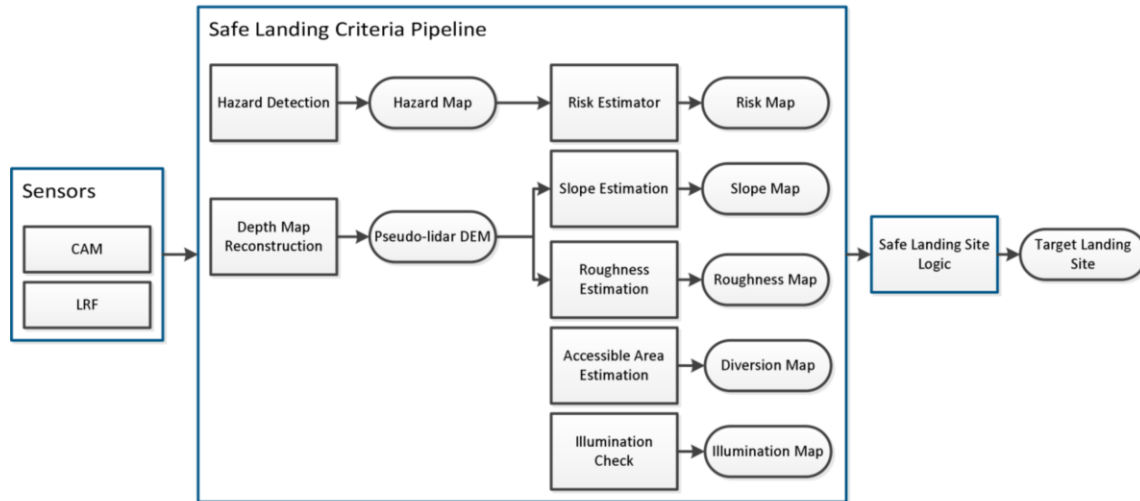 Safe Landing Criteria Pipeline
Hazard Detection
Hazard Map
Risk Estimator
Risk Map
Sensors
CAM
LRF
Depth Map
Reconstruction
Pseudo-lidar DEM
Slope Estimation
Slope Map
Roughness
Estimation
Roughness Map
Accessible Area
Estimation
Diversion Map
Illumination
Check
Illumination Map
Safe Landing Site
Logic
Target Landing
Site